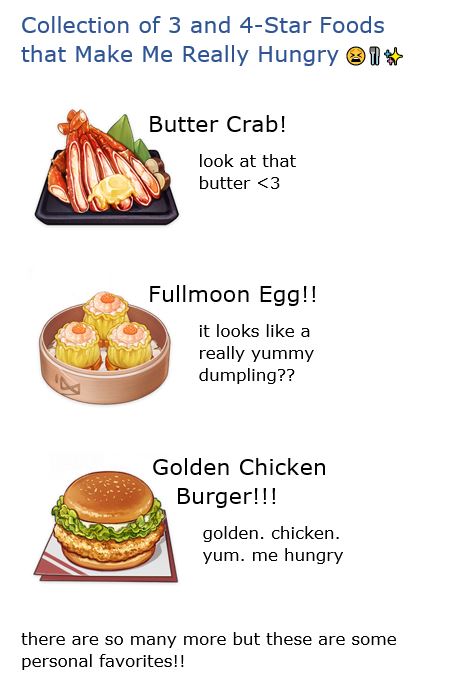 Collection of 3 and 4-Star Foods
that Make Me Really Hungry 😫🍴✨
Butter Crab!
look at that
butter <3
Fullmoon Egg!!
it looks like a
really yummy
dumpling??
Golden Chicken
Burger!!!
golden. chicken.
yum. me hungry
there are so many more but these are some
personal favorites!!